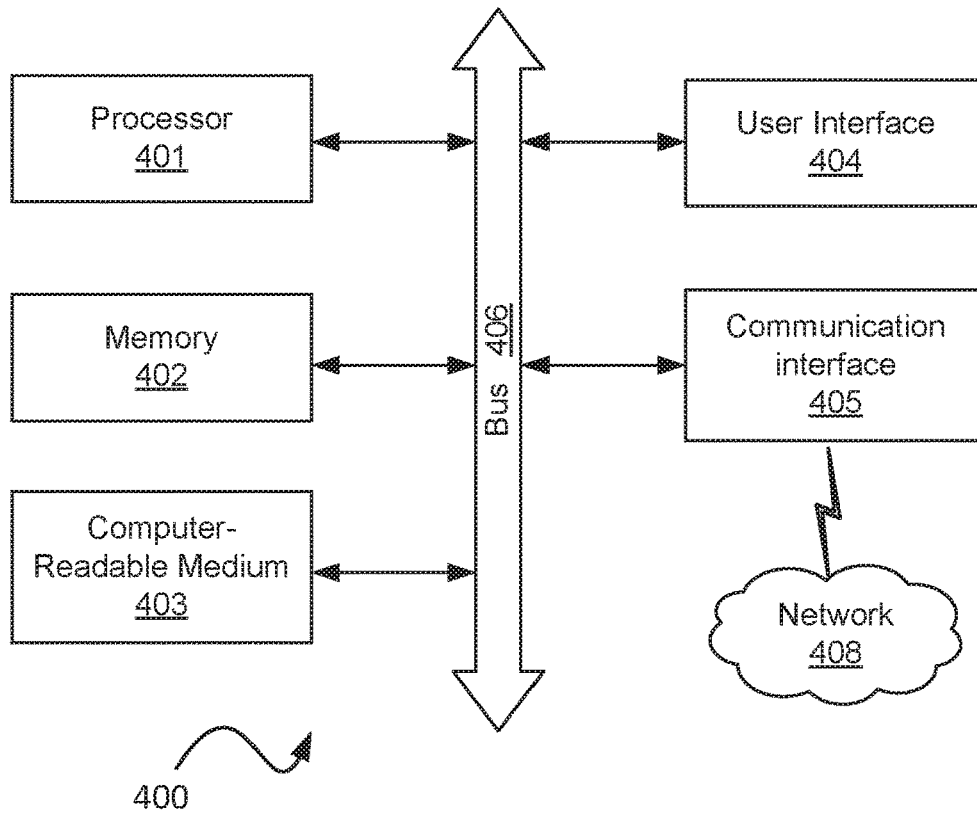 Processor
401
Memory
402
Computer-
Readable Medium
403
Bus 406
User Interface
404
Communication
interface
405
Network
408
400